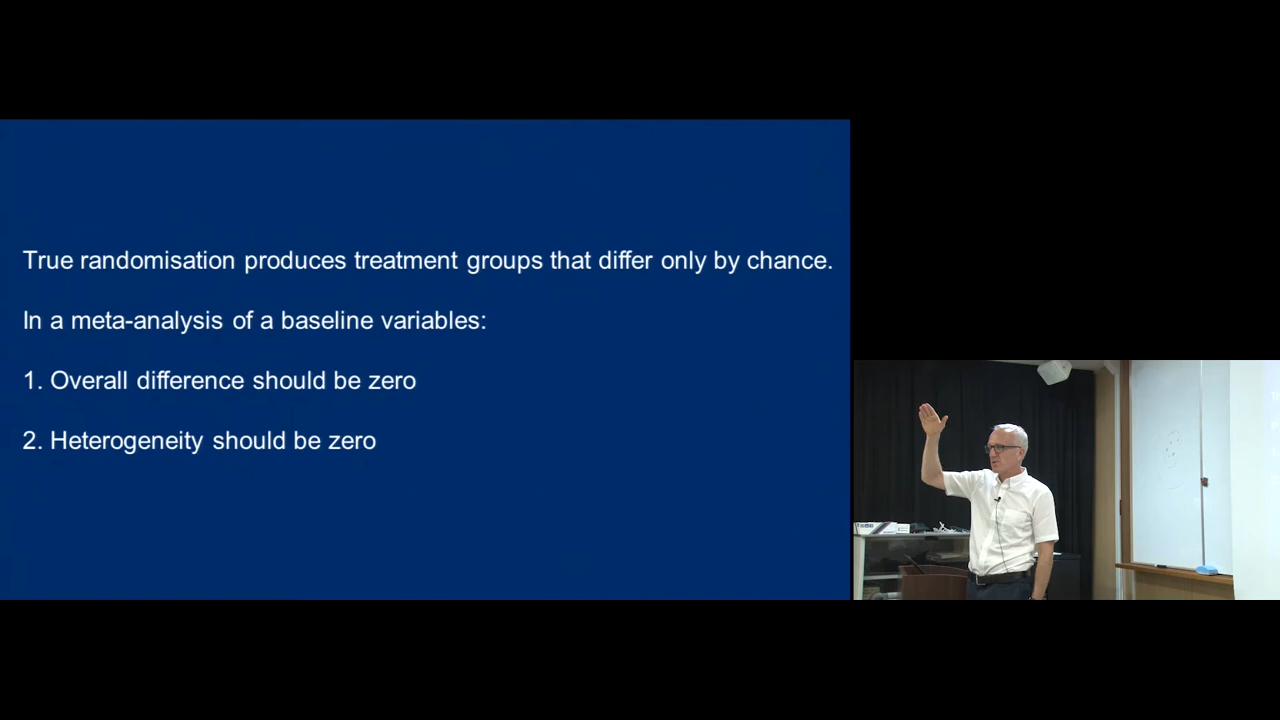 True randomisation produces treatment groups that differ only by chance.
In a meta-analysis of a baseline variables:
1. Overall difference should be zero
2. Heterogeneity should be zero